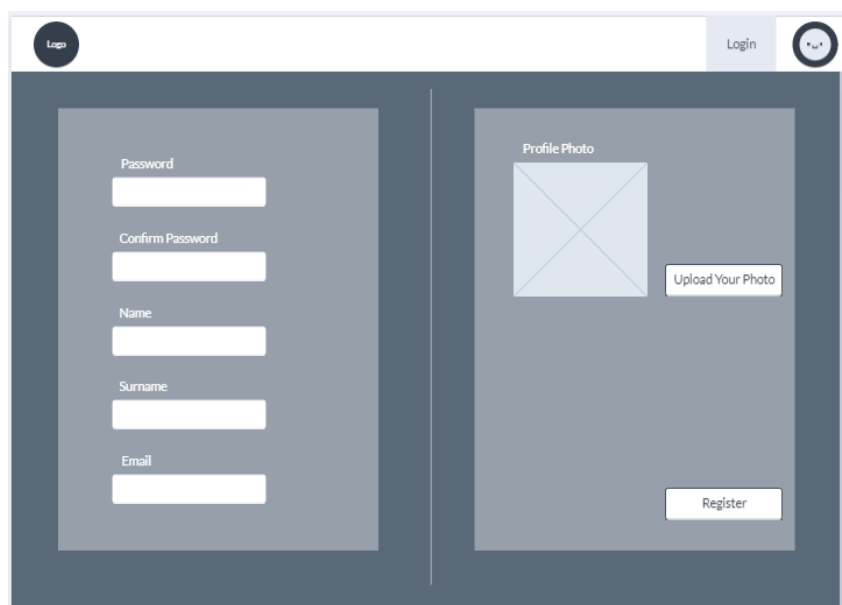 Logo
Login
Password
Confirm Password
Name
Surname
Email
Profile Photo
Upload Your Photo
Register